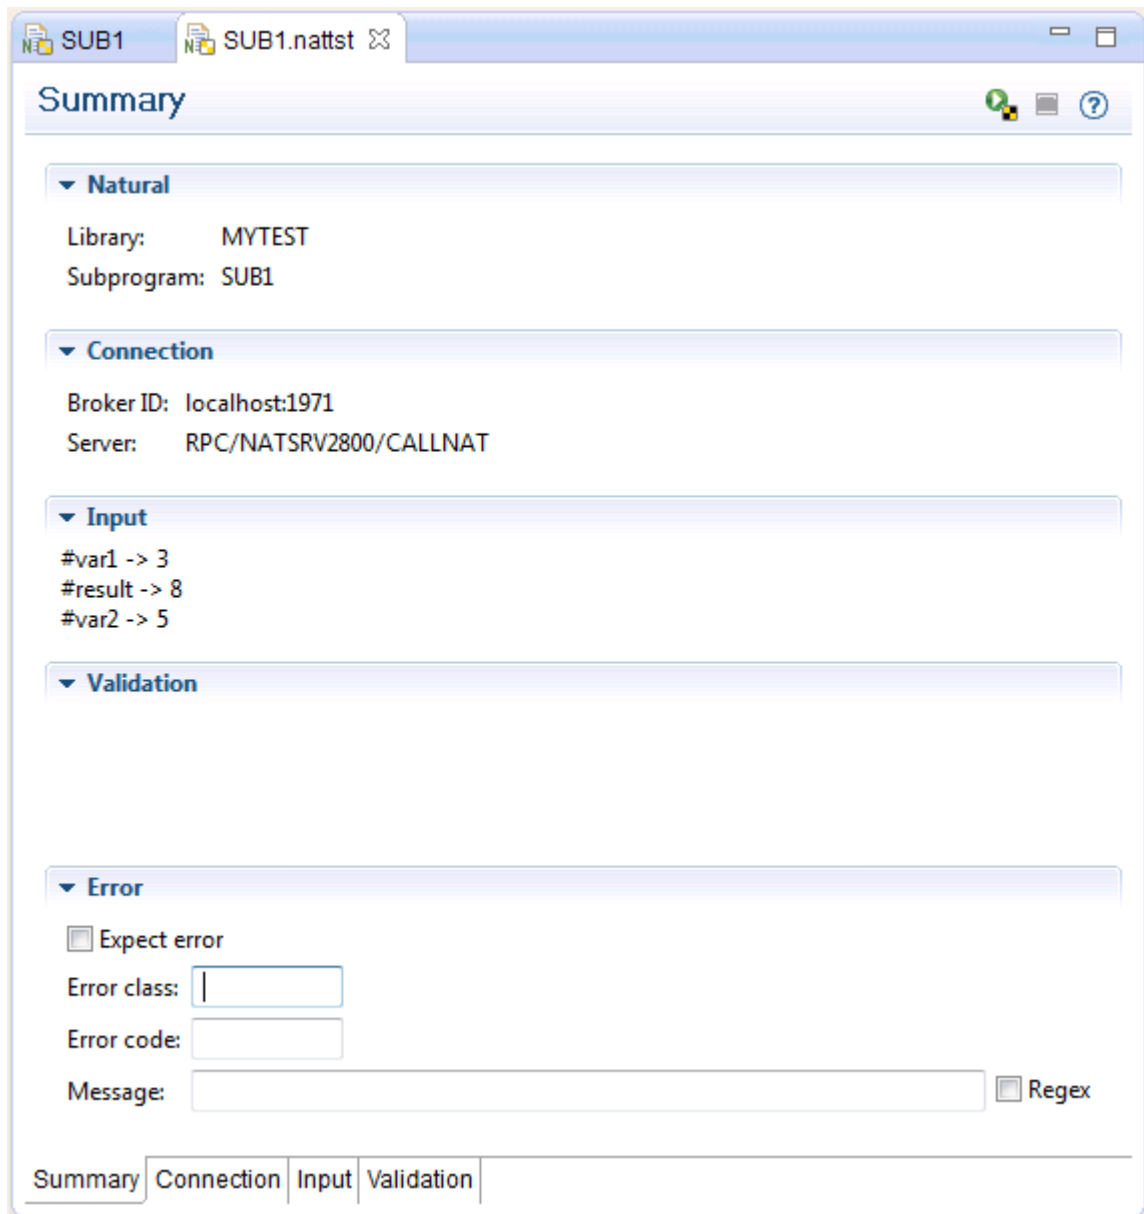 SUB1 SUB1.nattst
Summary
Natural
Library: MYTEST
Subprogram: SUB1
Connection
Broker ID: localhost:1971
Server: RPC/NATSRV2800/CALLNAT
Input
#var1 -> 3
#result -> 8
#var2 -> 5
Validation
Error
Expect error
Error class:
Error code:
Message: Regex
Summary Connection Input Validation